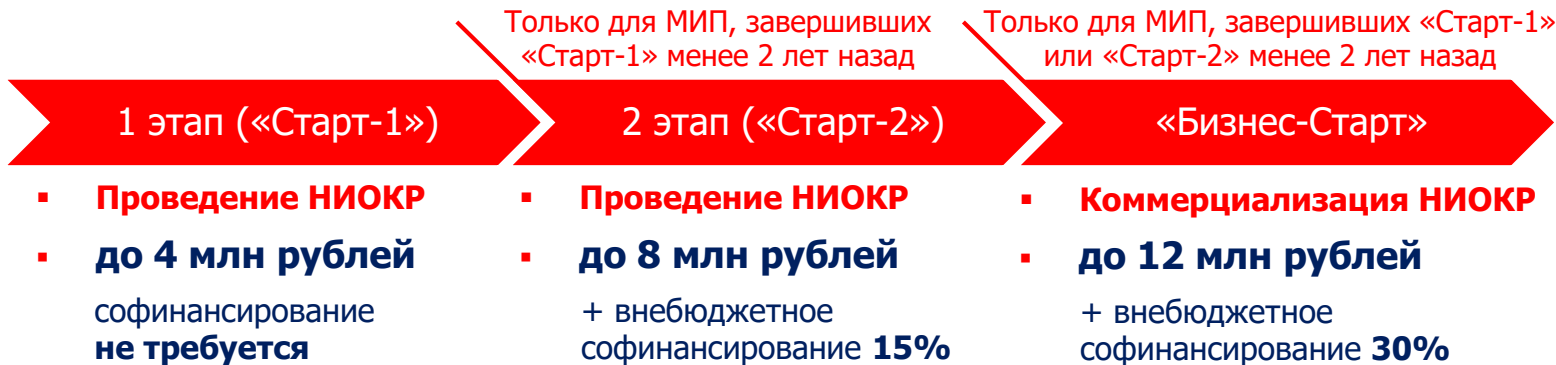 Только для МИП, завершивших
«Старт-1» менее 2 лет назад
Только для МИП, завершивших «Старт-1»
или «Старт-2» менее 2 лет назад
1 этап («Старт-1»)
2 этап («Старт-2»)
«Бизнес-Старт»
▪ Проведение НИОКР
▪ до 4 млн рублей
софинансирование
не требуется
▪ Проведение НИОКР
▪ до 8 млн рублей
+ внебюджетное
софинансирование 15%
▪ Коммерциализация НИОКР
▪ до 12 млн рублей
+ внебюджетное
софинансирование 30%